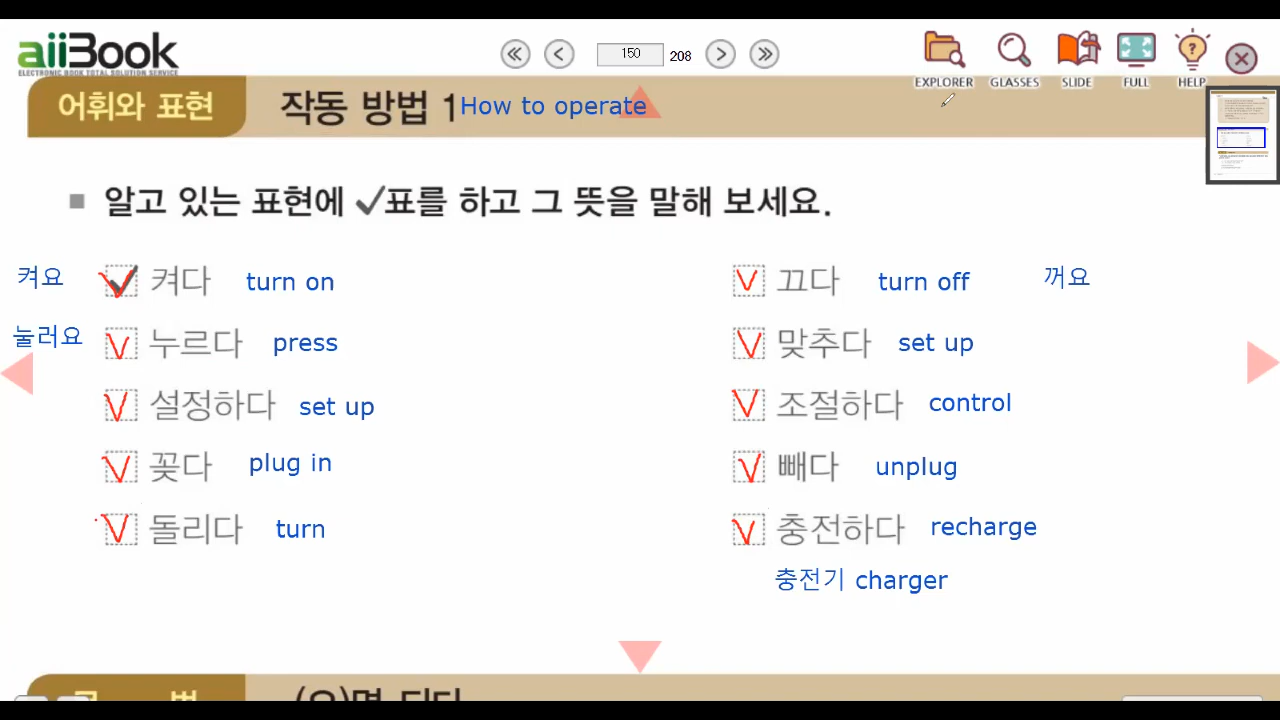 aiiBook
ELECTRONIC BOOK TOTAL SOLUTION SERVICE
150 208
EXPLORER GLASSES SLIDE FULL HELP
어휘와 표현 작동 방법 1 How to operate
알고 있는 표현에 ✓표를 하고 그 뜻을 말해 보세요.
켜요 켜다 turn on 끄다 turn off 꺼요
눌러요 누르다 press 맞추다 set up
설정하다 set up 조절하다 control
꽂다 plug in 빼다 unplug
돌리다 turn 충전하다 recharge
충전기 charger